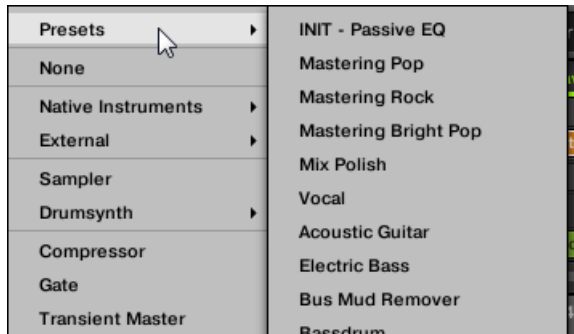 Presets
None
Native Instruments
External
Sampler
Drumsynth
Compressor
Gate
Transient Master
INIT - Passive EQ
Mastering Pop
Mastering Rock
Mastering Bright Pop
Mix Polish
Vocal
Acoustic Guitar
Electric Bass
Bus Mud Remover
Bassdrum